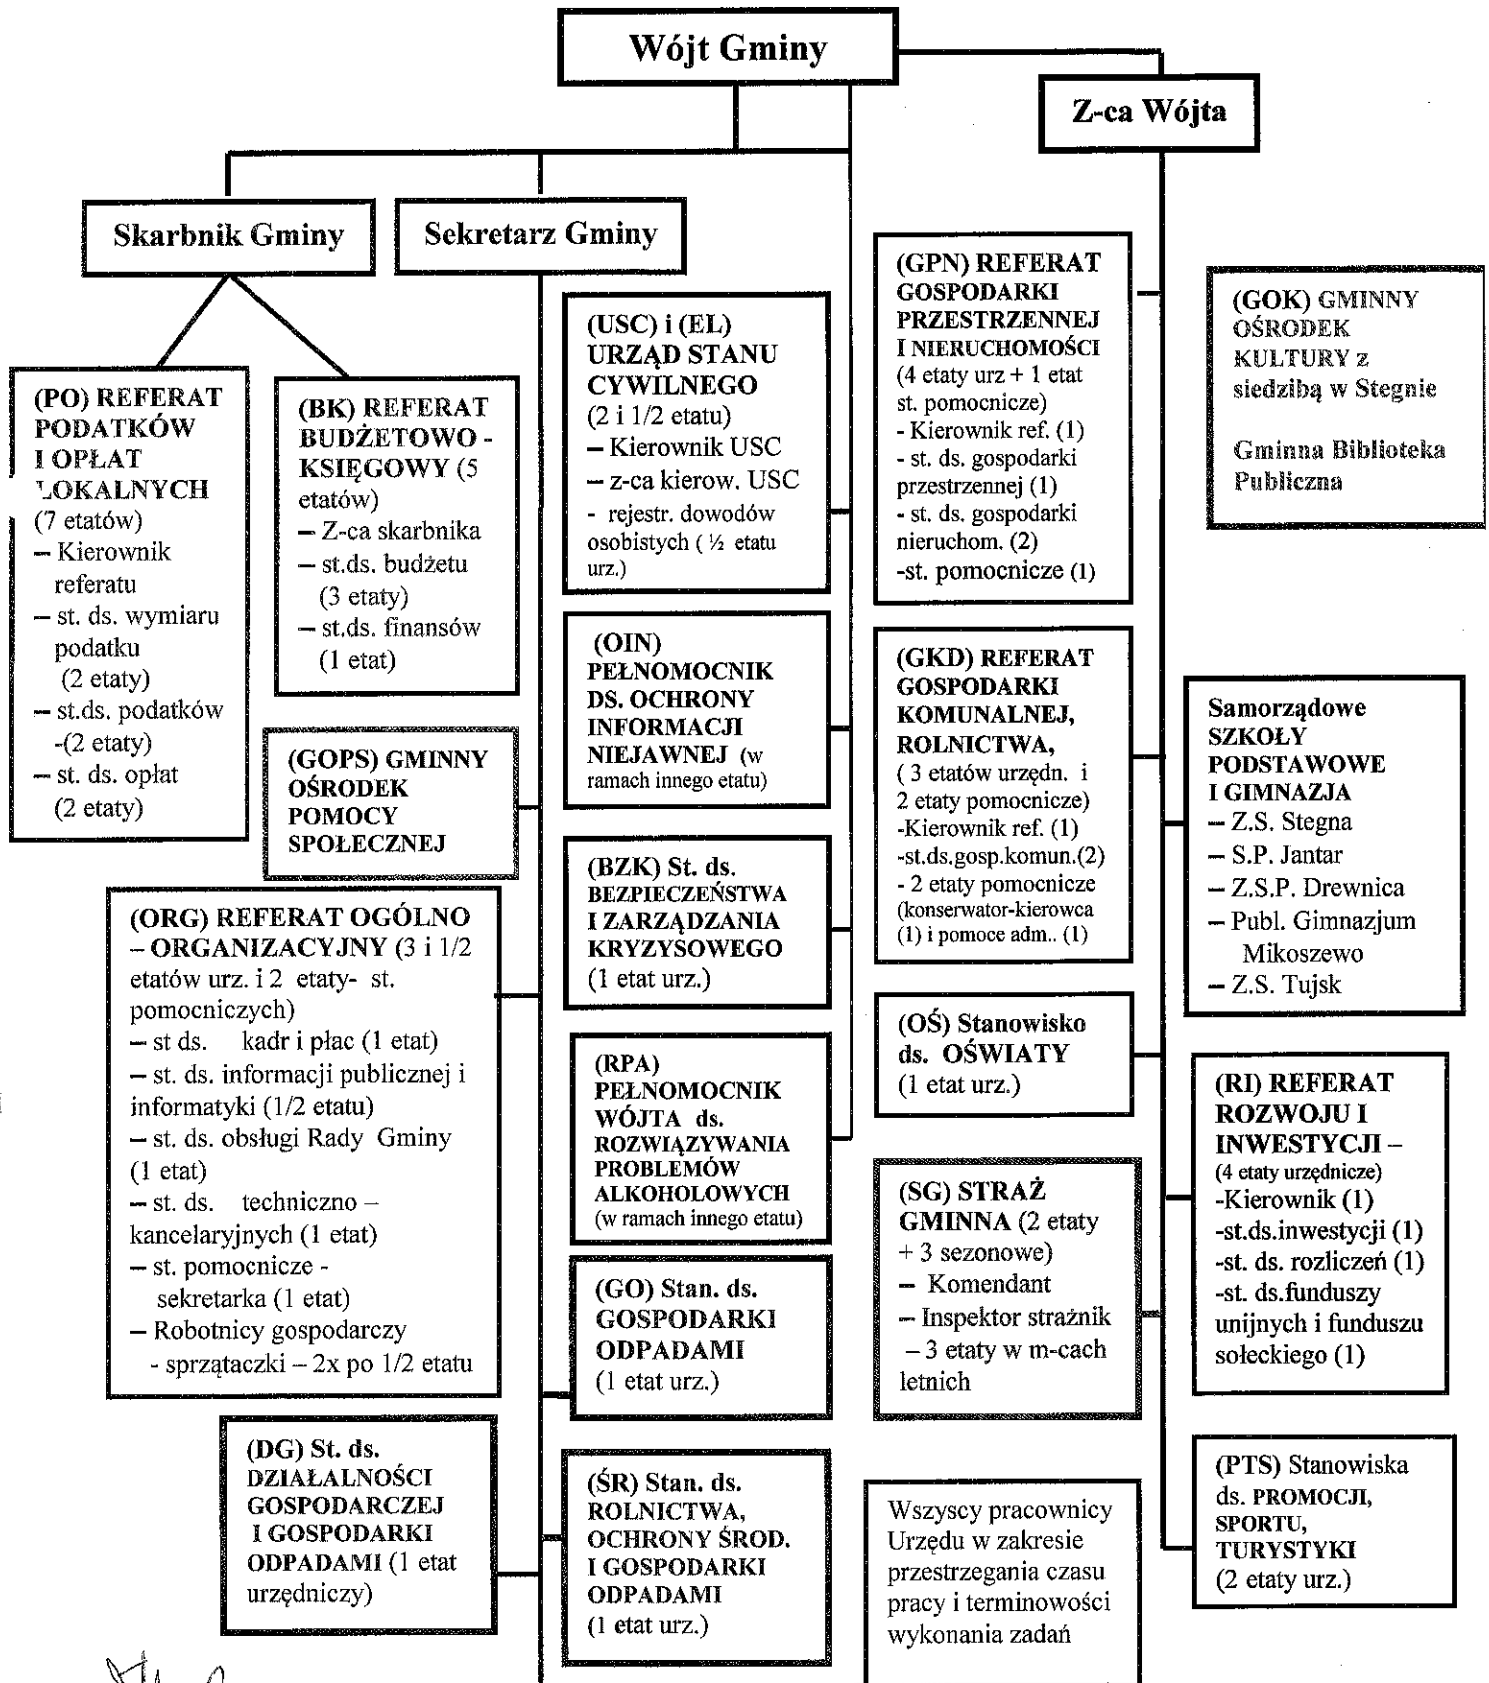 Wójt Gminy
Z-ca Wójta
Skarbnik Gminy
Sekretarz Gminy
(PO) REFERAT
PODATKÓW
I OPŁAT
LOKALNYCH
(7 etatów)
– Kierownik
referatu
– st. ds. wymiaru
podatku
(2 etaty)
– st.ds. podatków
-(2 etaty)
– st. ds. opłat
(2 etaty)
(BK) REFERAT
BUDŻETOWO -
KSIĘGOWY (5
etatów)
– Z-ca skarbnika
– st.ds. budżetu
(3 etaty)
– st.ds. finansów
(1 etat)
(GOPS) GMINNY
OŚRODEK
POMOCY
SPOŁECZNEJ
(ORG) REFERAT OGÓLNO
– ORGANIZACYJNY (3 i 1/2
etatów urz. i 2 etaty- st.
pomocniczych)
– st ds. kadr i płac (1 etat)
– st. ds. informacji publicznej i
informatyki (1/2 etatu)
– st. ds. obsługi Rady Gminy
(1 etat)
– st. ds. techniczno –
kancelaryjnych (1 etat)
– st. pomocnicze -
sekretarka (1 etat)
– Robotnicy gospodarczy
- sprzątaczki – 2x po 1/2 etatu
(DG) St. ds.
DZIAŁALNOŚCI
GOSPODARCZEJ
I GOSPODARKI
ODPADAMI (1 etat
urzędniczy)
(USC) i (EL)
URZĄD STANU
CYWILNEGO
(2 i 1/2 etatu)
– Kierownik USC
– z-ca kierow. USC
- rejestr. dowodów
osobistych ( ½ etatu
urz.)
(OIN)
PEŁNOMOCNIK
DS. OCHRONY
INFORMACJI
NIEJAWNEJ (w
ramach innego etatu)
(BZK) St. ds.
BEZPIECZEŃSTWA
I ZARZĄDZANIA
KRYZYSOWEGO
(1 etat urz.)
(RPA)
PEŁNOMOCNIK
WÓJTA ds.
ROZWIĄZYWANIA
PROBLEMÓW
ALKOHOLOWYCH
(w ramach innego etatu)
(GO) Stan. ds.
GOSPODARKI
ODPADAMI
(1 etat urz.)
(ŚR) Stan. ds.
ROLNICTWA,
OCHRONY ŚROD.
I GOSPODARKI
ODPADAMI
(1 etat urz.)
(GPN) REFERAT
GOSPODARKI
PRZESTRZENNEJ
I NIERUCHOMOŚCI
(4 etaty urz + 1 etat
st. pomocnicze)
- Kierownik ref. (1)
- st. ds. gospodarki
przestrzennej (1)
- st. ds. gospodarki
nieruchom. (2)
-st. pomocnicze (1)
(GKD) REFERAT
GOSPODARKI
KOMUNALNEJ,
ROLNICTWA,
( 3 etatów urzędn. i
2 etaty pomocnicze)
-Kierownik ref. (1)
-st.ds.gosp.komun.(2)
- 2 etaty pomocnicze
(konserwator-kierowca
(1) i pomoce adm.. (1)
(OŚ) Stanowisko
ds. OŚWIATY
(1 etat urz.)
(SG) STRAŻ
GMINNA (2 etaty
+ 3 sezonowe)
– Komendant
– Inspektor strażnik
– 3 etaty w m-cach
letnich
Wszyscy pracownicy
Urzędu w zakresie
przestrzegania czasu
pracy i terminowości
wykonania zadań
(GOK) GMINNY
OŚRODEK
KULTURY z
siedzibą w Stegnie
Gminna Biblioteka
Publiczna
Samorządowe
SZKOŁY
PODSTAWOWE
I GIMNAZJA
– Z.S. Stegna
– S.P. Jantar
– Z.S.P. Drewnica
– Publ. Gimnazjum
Mikoszewo
– Z.S. Tujsk
(RI) REFERAT
ROZWOJU I
INWESTYCJI –
(4 etaty urzędnicze)
-Kierownik (1)
-st.ds.inwestycji (1)
-st. ds. rozliczeń (1)
-st. ds.funduszy
unijnych i funduszu
sołeckiego (1)
(PTS) Stanowiska
ds. PROMOCJI,
SPORTU,
TURYSTYKI
(2 etaty urz.)